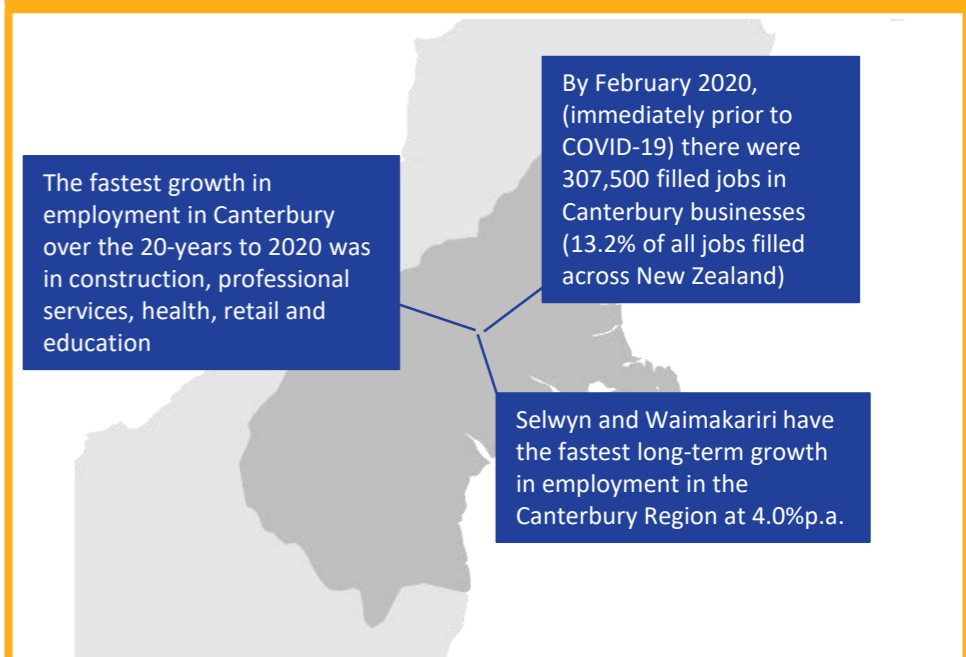 The fastest growth in
employment in Canterbury
over the 20-years to 2020 was
in construction, professional
services, health, retail and
education
By February 2020,
(immediately prior to
COVID-19) there were
307,500 filled jobs in
Canterbury businesses
(13.2% of all jobs filled
across New Zealand)
Selwyn and Waimakariri have
the fastest long-term growth
in employment in the
Canterbury Region at 4.0%p.a.